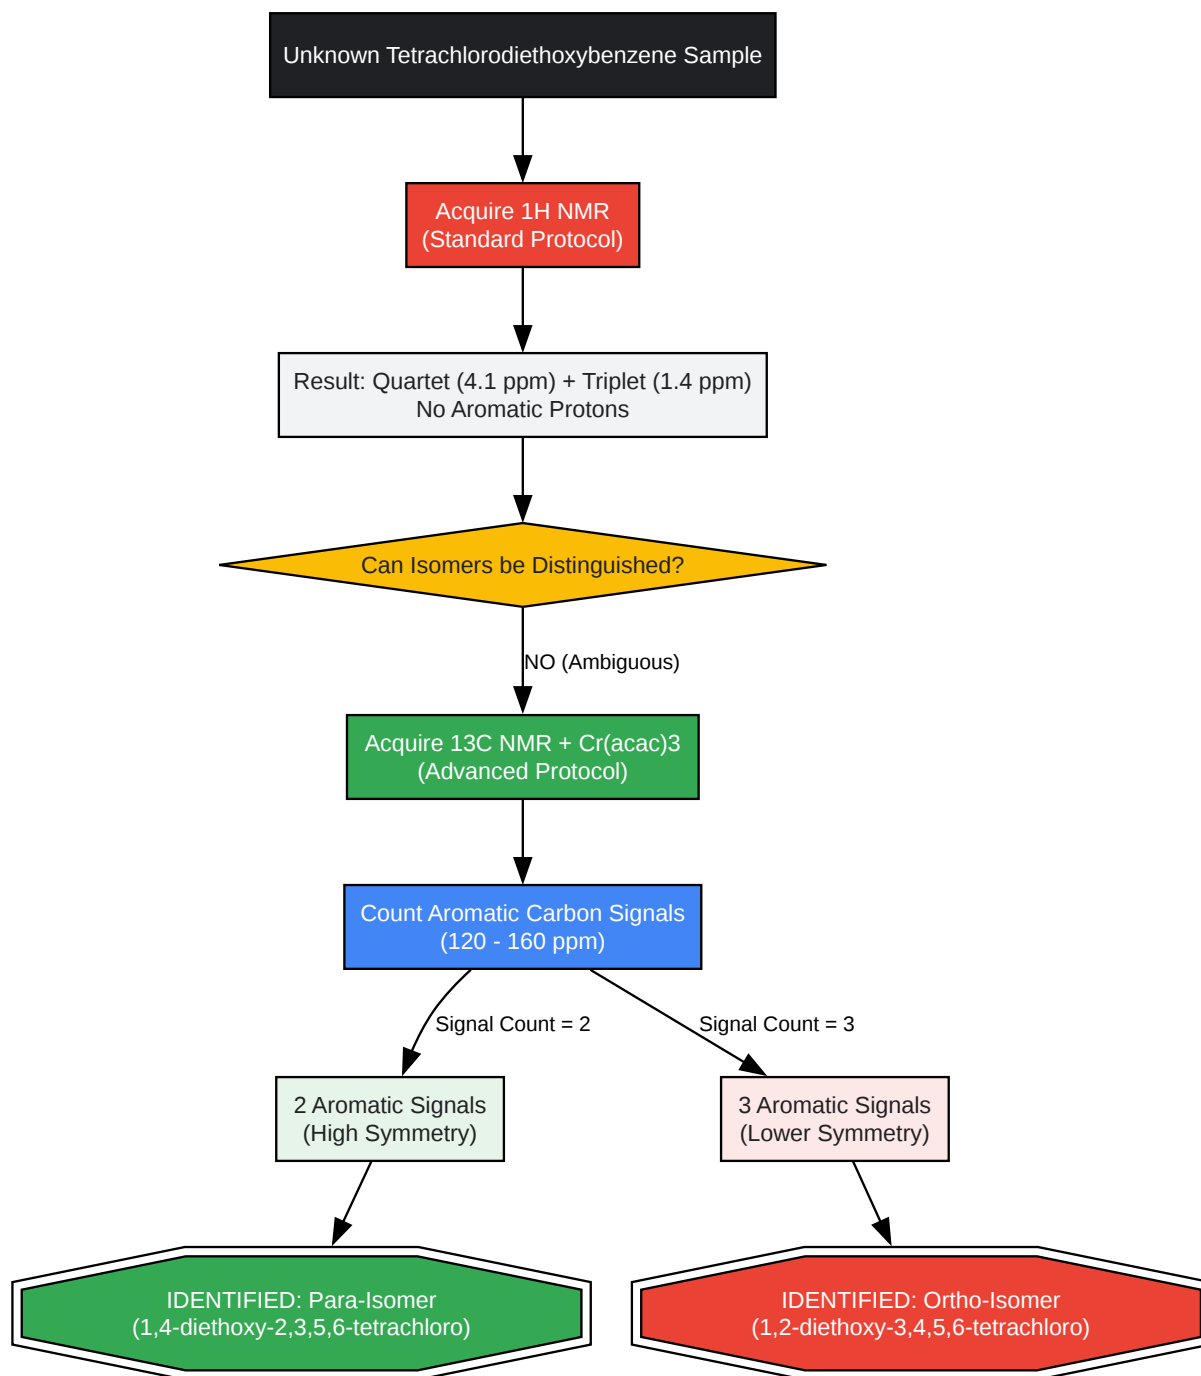 Unknown Tetrachlorodiethoxybenzene Sample
Acquire 1H NMR
(Standard Protocol)
Result: Quartet (4.1 ppm) + Triplet (1.4 ppm)
No Aromatic Protons
Can Isomers be Distinguished?
NO (Ambiguous)
Acquire 13C NMR + Cr(acac)3
(Advanced Protocol)
Count Aromatic Carbon Signals
(120 - 160 ppm)
Signal Count = 2
Signal Count = 3
2 Aromatic Signals
(High Symmetry)
3 Aromatic Signals
(Lower Symmetry)
IDENTIFIED: Para-Isomer
(1,4-diethoxy-2,3,5,6-tetrachloro)
IDENTIFIED: Ortho-Isomer
(1,2-diethoxy-3,4,5,6-tetrachloro)